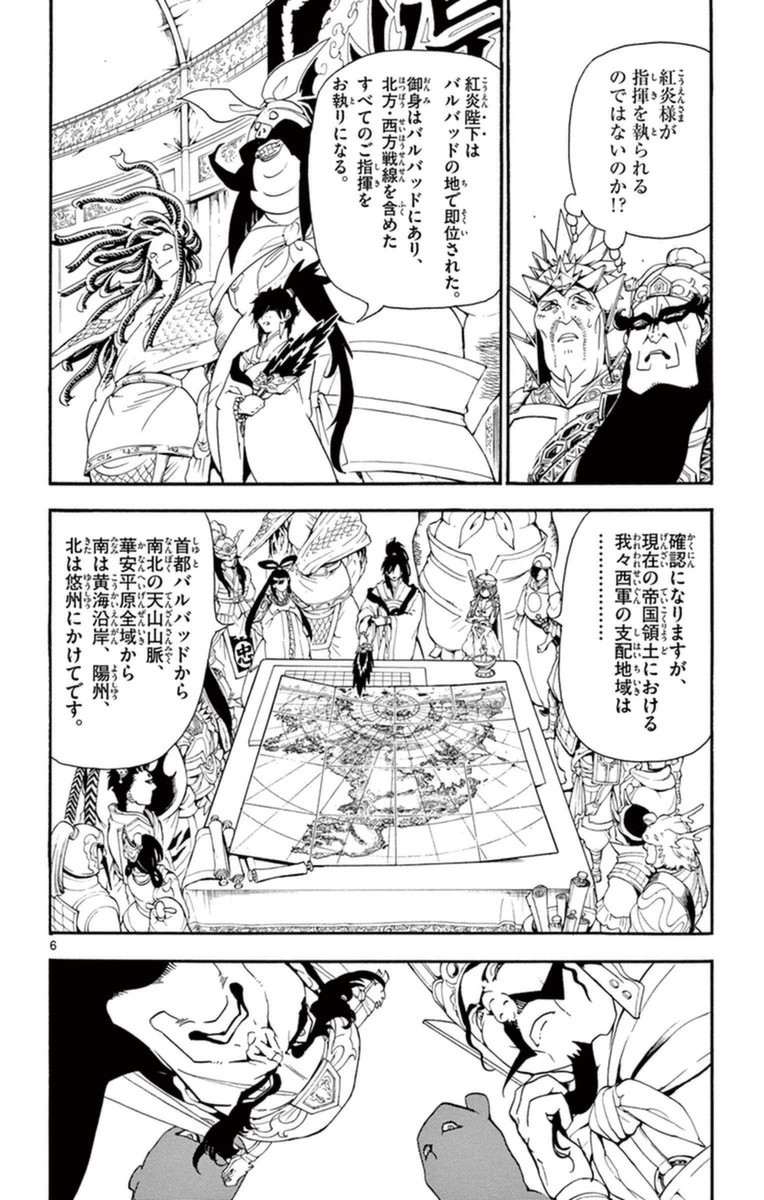 紅炎様が
指揮を執られる
のではないのか!?
紅炎陛下は
バルバッドの地で即位された。
御身はバルバッドにあり、
北方・西方戦線を含めた
すべてのご指揮を
お執りになる。
確認になりますが、
現在の帝国領土における
我々西軍の支配地域は
…………
首都バルバッドから
南北の天山山脈、
華安平原全域から
南は黄海沿岸、陽州、
北は悠州にかけてです。
忠
6